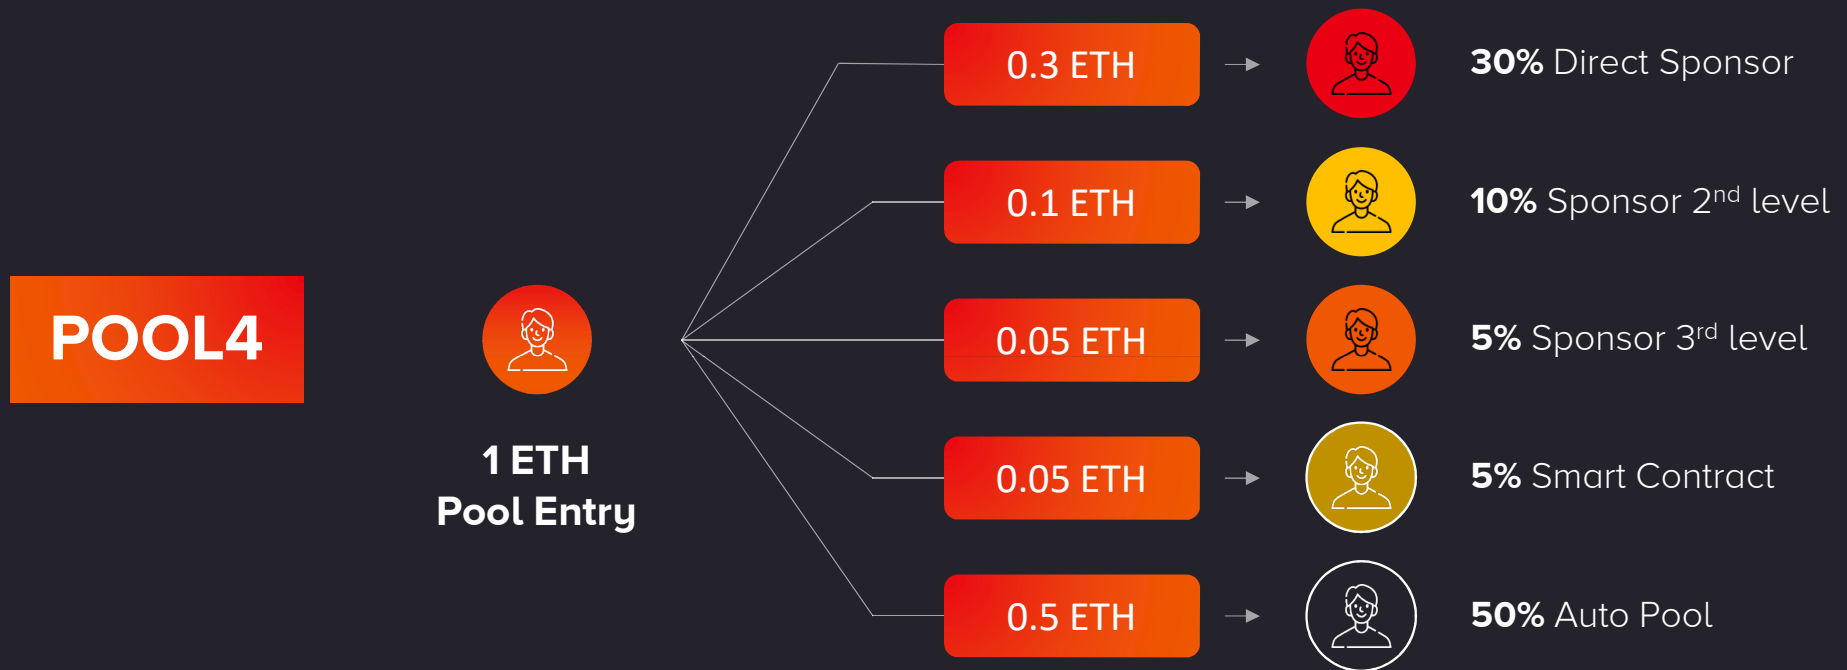 POOL4
1 ETH
Pool Entry
0.3 ETH
30% Direct Sponsor
0.1 ETH
10% Sponsor 2nd level
0.05 ETH
5% Sponsor 3rd level
0.05 ETH
5% Smart Contract
0.5 ETH
50% Auto Pool